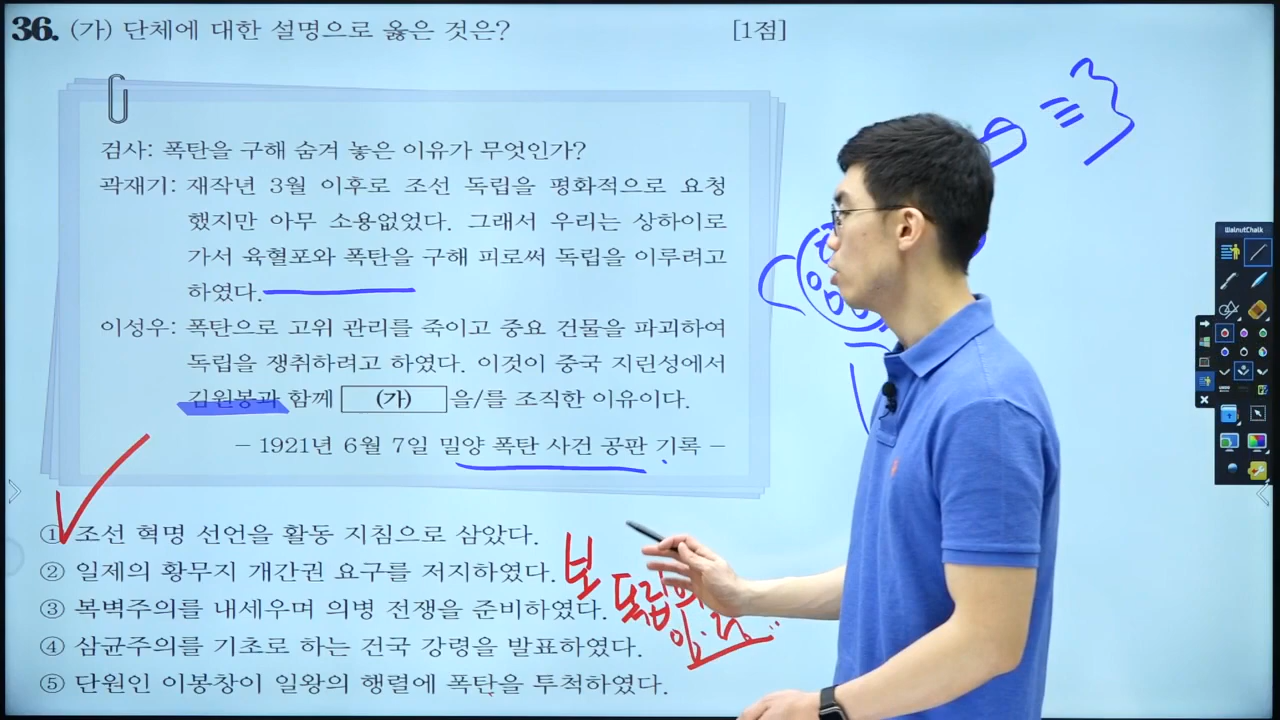 36. (가) 단체에 대한 설명으로 옳은 것은? [1점]
검사: 폭탄을 구해 숨겨 놓은 이유가 무엇인가?
곽재기: 재작년 3월 이후로 조선 독립을 평화적으로 요청
했지만 아무 소용없었다. 그래서 우리는 상하이로
가서 육혈포와 폭탄을 구해 피로써 독립을 이루려고
하였다.
이성우: 폭탄으로 고위 관리를 죽이고 중요 건물을 파괴하여
독립을 쟁취하려고 하였다. 이것이 중국 지린성에서
김원봉과 함께 (가) 을/를 조직한 이유이다.
- 1921년 6월 7일 밀양 폭탄 사건 공판 기록 -
① 조선 혁명 선언을 활동 지침으로 삼았다.
② 일제의 황무지 개간권 요구를 저지하였다. 보
③ 복벽주의를 내세우며 의병 전쟁을 준비하였다. 독립의
④ 삼균주의를 기초로 하는 건국 강령을 발표하였다.
⑤ 단원인 이봉창이 일왕의 행렬에 폭탄을 투척하였다.
WalnutChalk